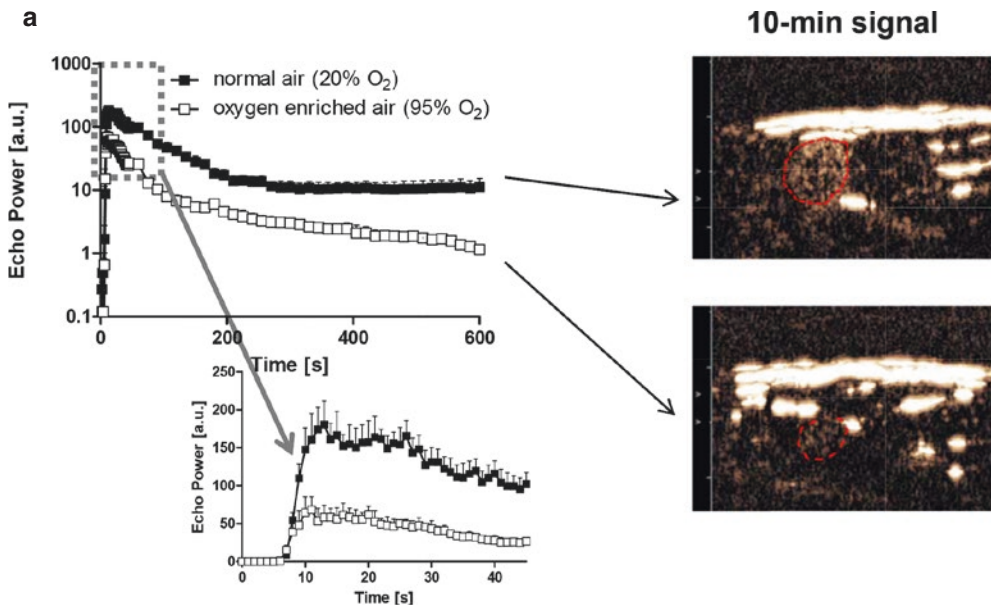 a
10-min signal
1000
100
10
1
0.1
Echo Power [a.u.]
normal air (20% O₂)
oxygen enriched air (95% O₂)
0
200
400
600
Time [s]
250
200
150
100
50
0
Echo Power [a.u.]
0
10
20
30
40
Time [s]